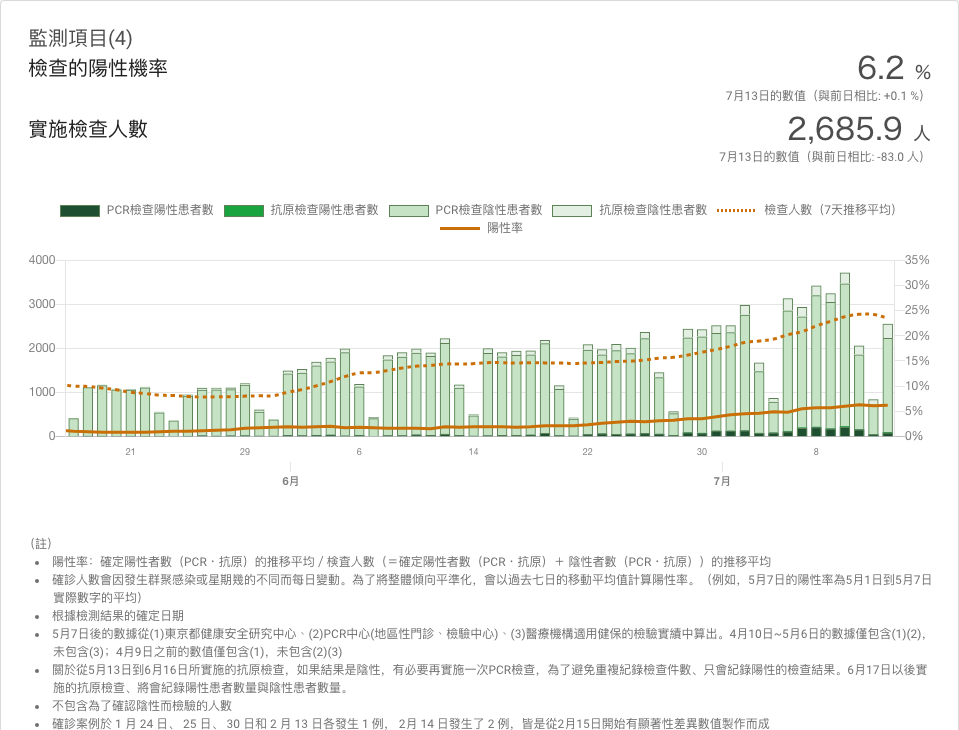 監測項目(4)
檢查的陽性機率
6.2 %
7月13日的數值（與前日相比: +0.1 %）
實施檢查人數
2,685.9 人
7月13日的數值（與前日相比: -83.0 人）
PCR檢查陽性患者數 抗原檢查陽性患者數 PCR檢查陰性患者數 抗原檢查陰性患者數 檢查人數（7天推移平均）
陽性率
4000 35%
30%
3000
25%
20%
2000
15%
10%
1000
5%
0 0%
21 29 6 14 22 30 8
6月 7月
（註）
陽性率：確定陽性者數（PCR・抗原）的推移平均 / 検査人數（＝確定陽性者數（PCR・抗原）＋ 陰性者數（PCR・抗原））的推移平均
確診人數會因發生群聚感染或星期幾的不同而每日變動。為了將整體傾向平準化，會以過去七日的移動平均值計算陽性率。（例如，5月7日的陽性率為5月1日到5月7日
實際數字的平均）
根據檢測結果的確定日期
5月7日後的數據從(1)東京都健康安全研究中心、(2)PCR中心(地區性門診、檢驗中心)、(3)醫療機構適用健保的檢驗實績中算出。4月10日~5月6日的數據僅包含(1)(2)，
未包含(3)；4月9日之前的數值僅包含(1)，未包含(2)(3)
關於從5月13日到6月16日所實施的抗原檢查，如果結果是陰性，有必要再實施一次PCR檢查，為了避免重複紀錄檢查件數、只會紀錄陽性的檢查結果。6月17日以後實
施的抗原檢查、將會紀錄陽性患者數量與陰性患者數量。
不包含為了確認陰性而檢驗的人數
確診案例於 1 月 24 日、 25 日、 30 日和 2 月 13 日各發生 1 例， 2月 14 日發生了 2 例，皆是從2月15日開始有顯著性差異數值製作而成